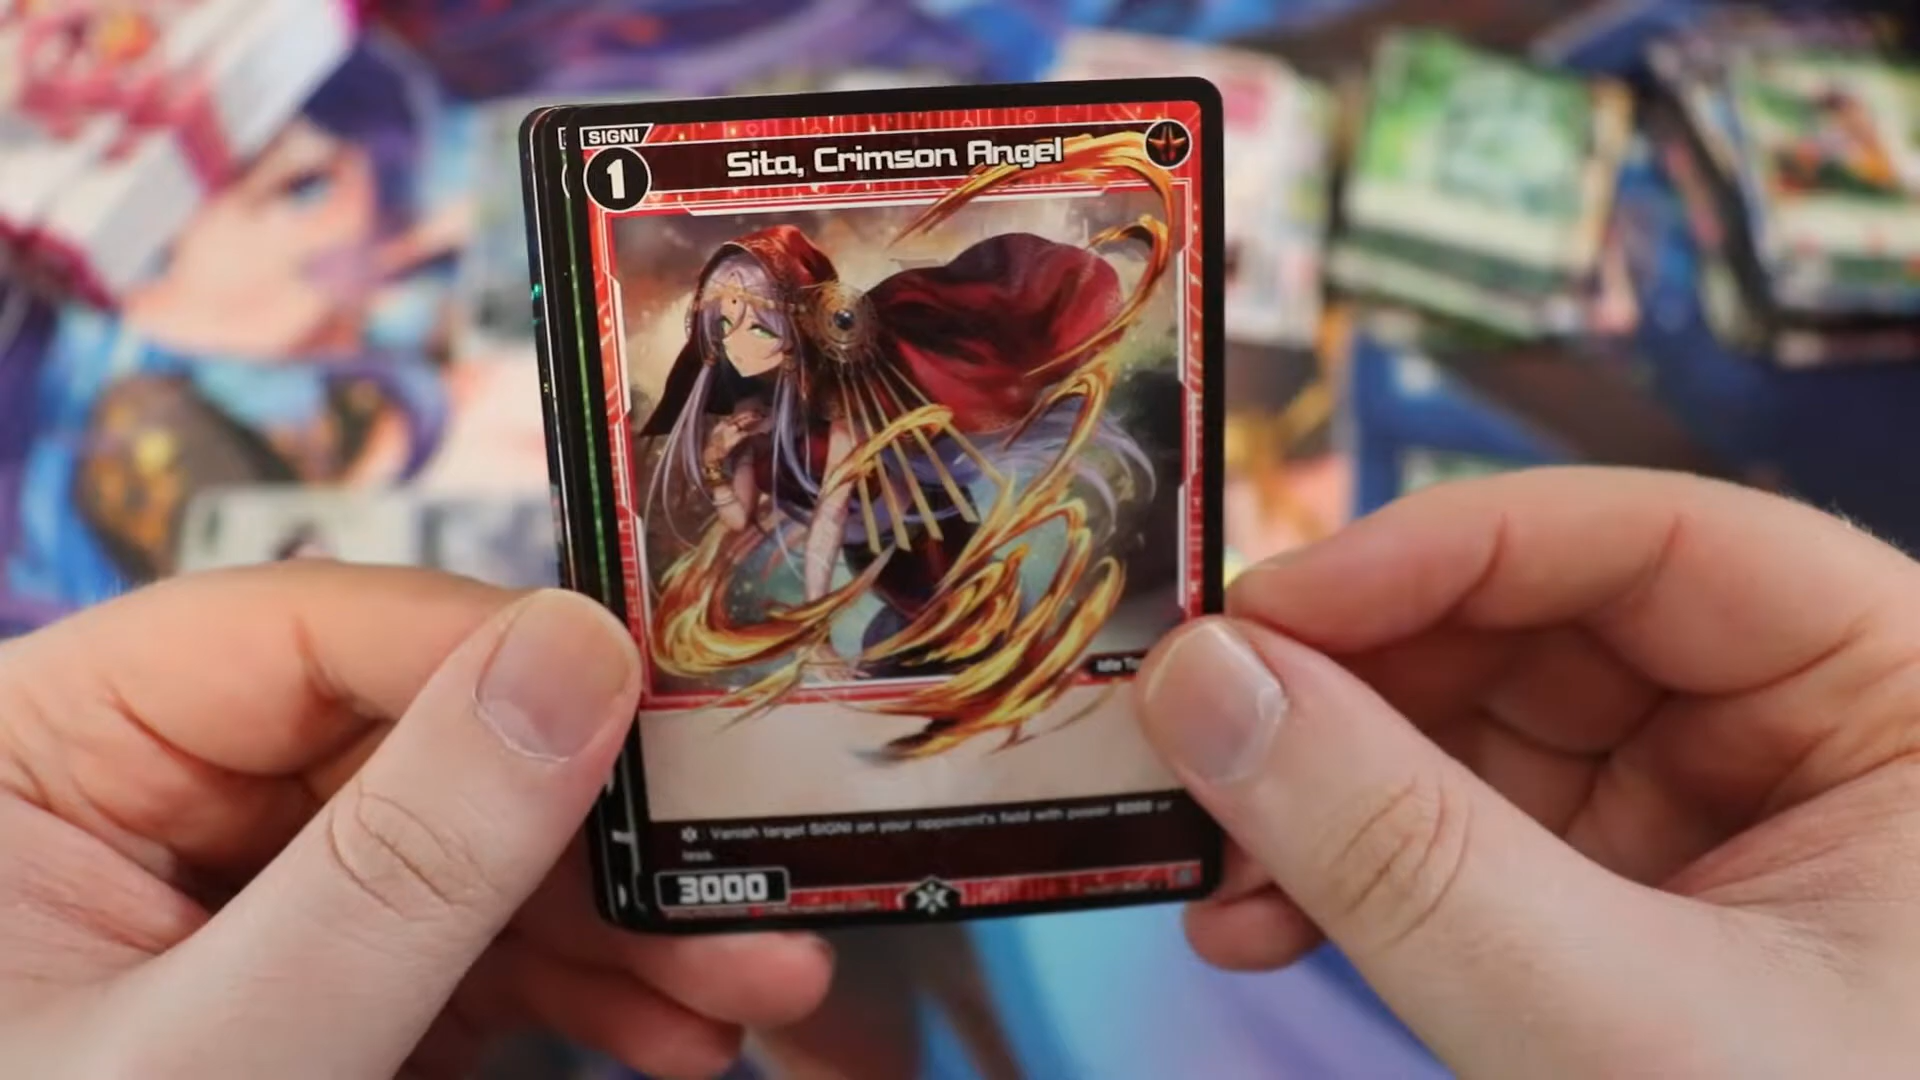 SIGNI
1
Sita, Crimson Angel
Vanish target SIGNI on your opponent's field with power 8000 or
less.
3000